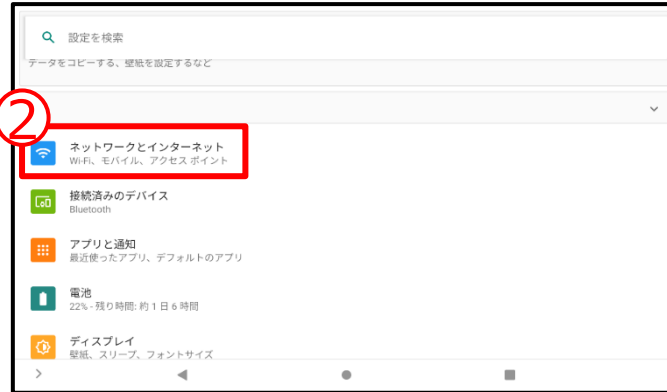 設定を検索
データをコピーする、壁紙を設定するなど
②
ネットワークとインターネット
Wi-Fi、モバイル、アクセス ポイント
接続済みのデバイス
Bluetooth
アプリと通知
最近使ったアプリ、デフォルトのアプリ
電池
22% - 残り時間: 約 1 日 6 時間
ディスプレイ
壁紙、スリープ、フォントサイズ